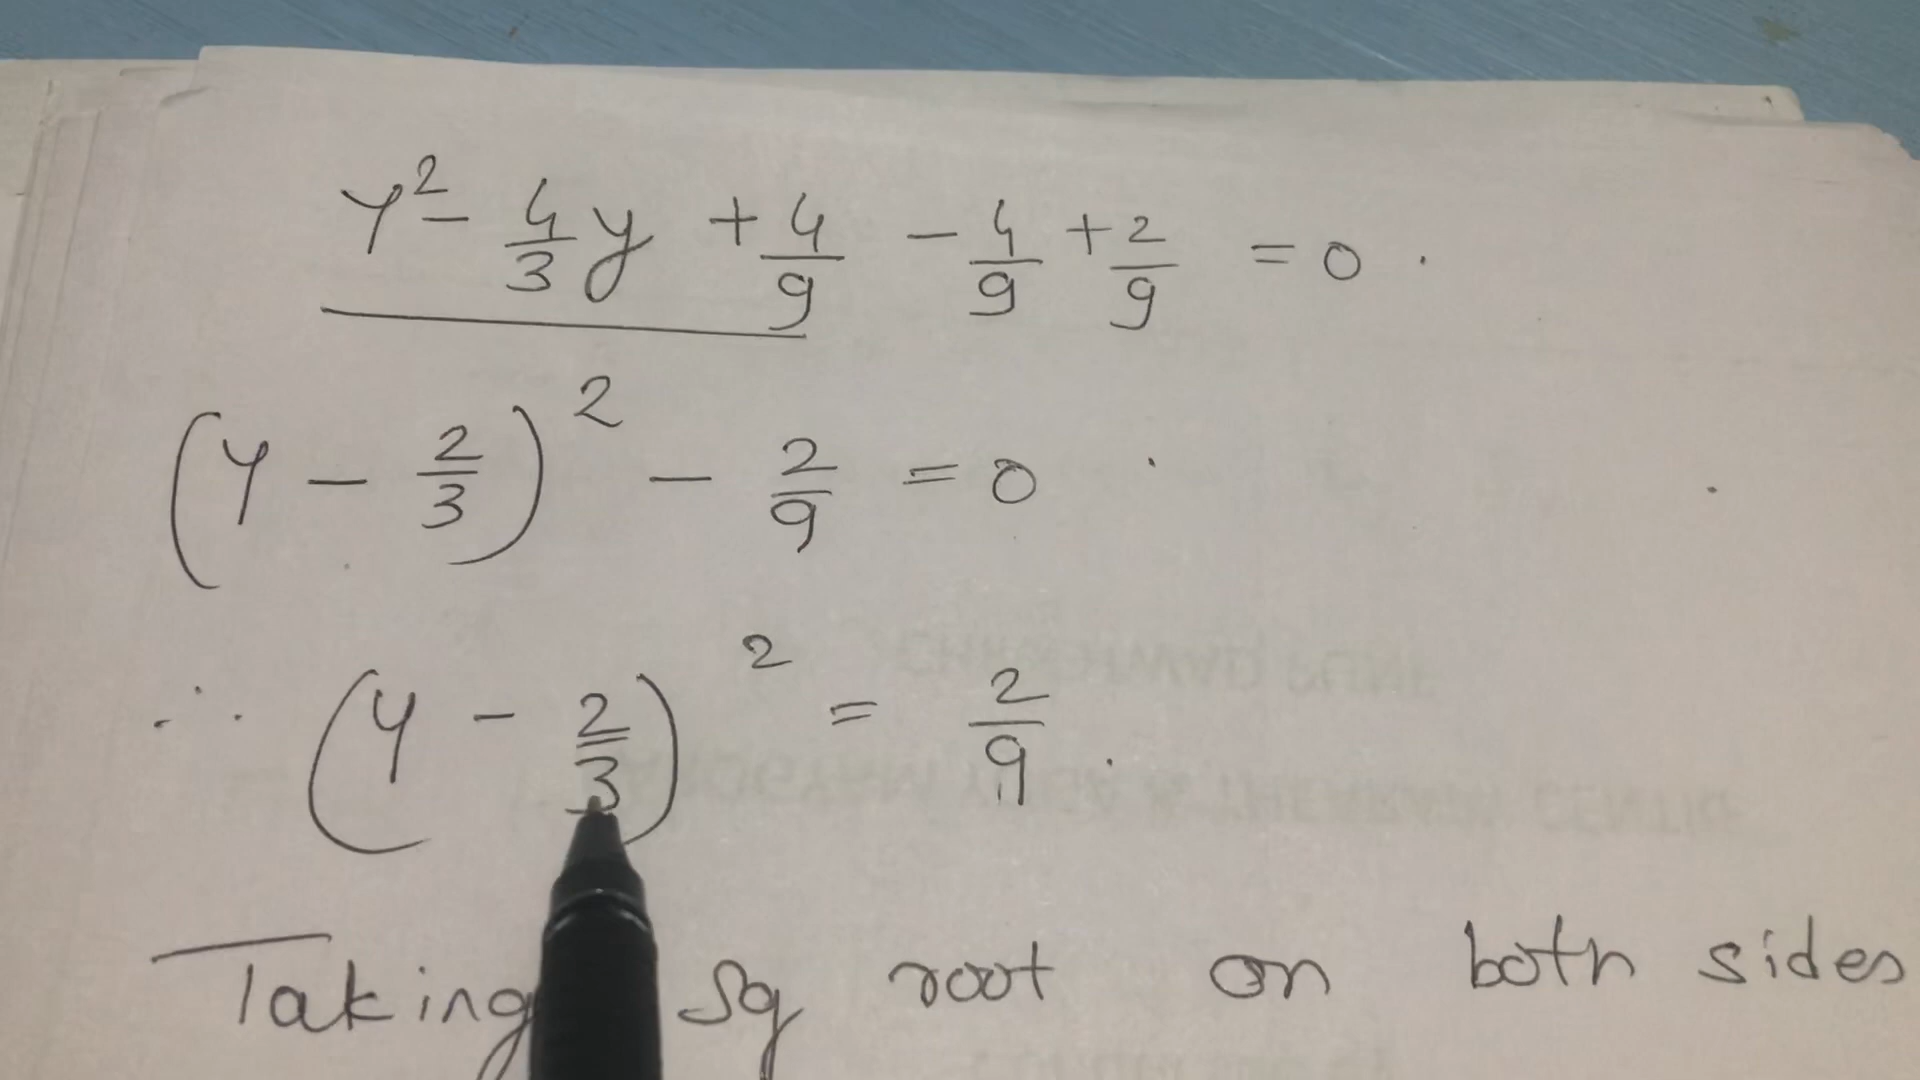 y² - 4/3 y + 4/9 - 4/9 + 2/9 = 0
(y - 2/3)² - 2/9 = 0
∴ (y - 2/3)² = 2/9
Taking sq root on both sides